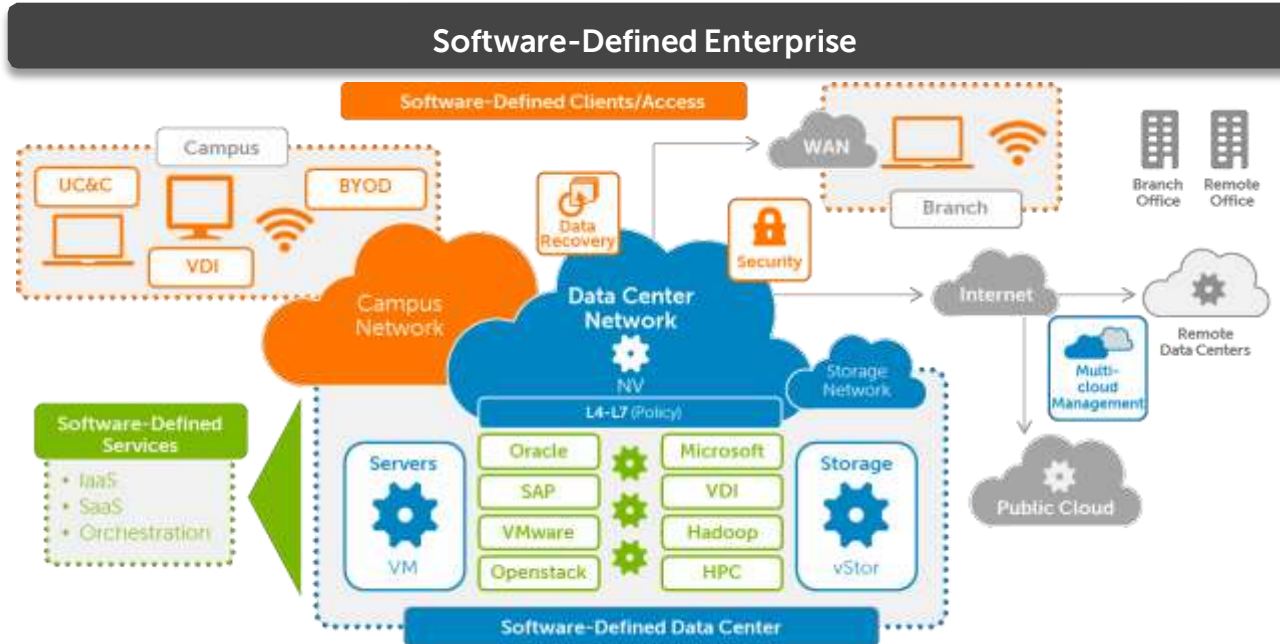 Software-Defined Enterprise
Software-Defined Clients/Access
Campus
UC&C
BYOD
VDI
WAN
Branch
Branch
Office
Remote
Office
Data
Recovery
Security
Campus
Network
Data Center
Network
NV
Storage
Network
Internet
Remote
Data Centers
Multi-
cloud
Management
Public Cloud
L4-L7 (Policy)
Software-Defined
Services
• IaaS
• SaaS
• Orchestration
Servers
VM
Oracle
SAP
VMware
Openstack
Microsoft
VDI
Hadoop
HPC
Storage
vStor
Software-Defined Data Center